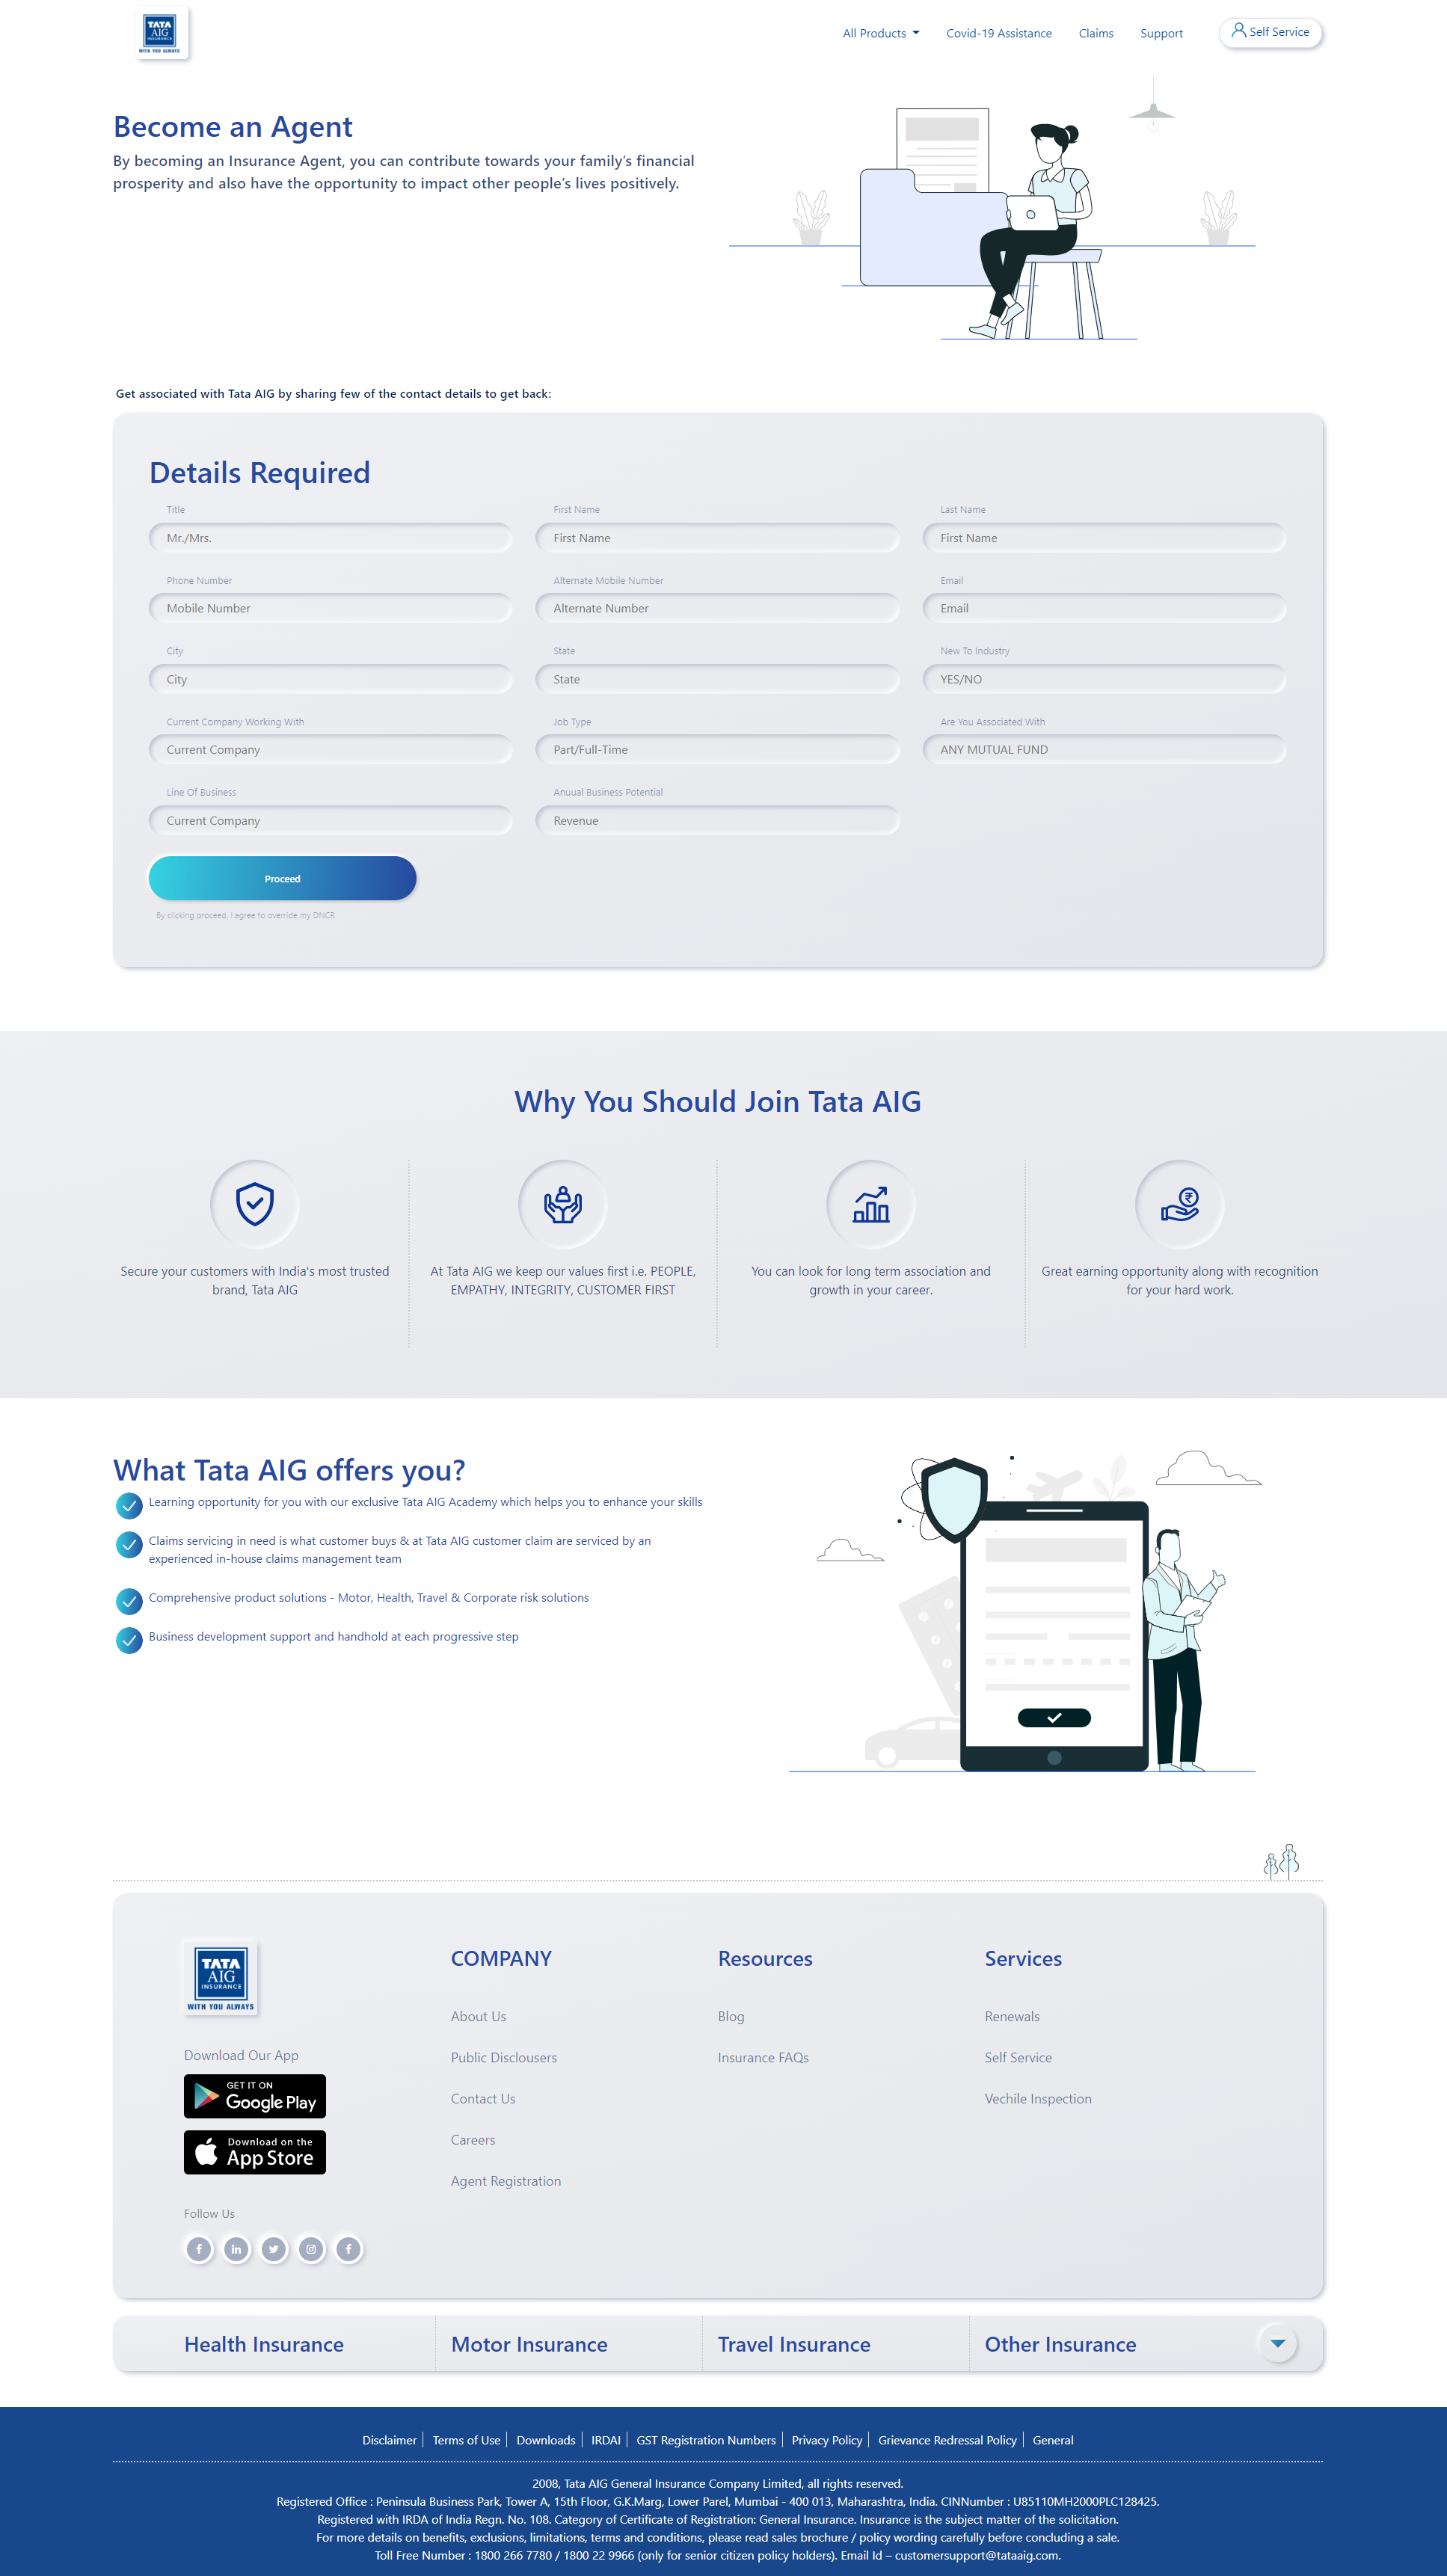 TATA
AIG
INSURANCE
WITH YOU ALWAYS
All Products
Covid-19 Assistance
Claims
Support
Self Service
Become an Agent
By becoming an Insurance Agent, you can contribute towards your family’s financial
prosperity and also have the opportunity to impact other people’s lives positively.
Get associated with Tata AIG by sharing few of the contact details to get back:
Details Required
Title
First Name
Last Name
Mr./Mrs.
First Name
First Name
Phone Number
Alternate Mobile Number
Email
Mobile Number
Alternate Number
Email
City
State
New To Industry
City
State
YES/NO
Current Company Working With
Job Type
Are You Associated With
Current Company
Part/Full-Time
ANY MUTUAL FUND
Line Of Business
Anuual Business Potential
Current Company
Revenue
Proceed
By clicking proceed, I agree to override my DNCR
Why You Should Join Tata AIG
Secure your customers with India's most trusted
brand, Tata AIG
At Tata AIG we keep our values first i.e. PEOPLE,
EMPATHY, INTEGRITY, CUSTOMER FIRST
You can look for long term association and
growth in your career.
Great earning opportunity along with recognition
for your hard work.
What Tata AIG offers you?
Learning opportunity for you with our exclusive Tata AIG Academy which helps you to enhance your skills
Claims servicing in need is what customer buys & at Tata AIG customer claim are serviced by an
experienced in-house claims management team
Comprehensive product solutions - Motor, Health, Travel & Corporate risk solutions
Business development support and handhold at each progressive step
TATA
AIG
INSURANCE
WITH YOU ALWAYS
Download Our App
GET IT ON
Google Play
Download on the
App Store
Follow Us
COMPANY
About Us
Public Disclousers
Contact Us
Careers
Agent Registration
Resources
Blog
Insurance FAQs
Services
Renewals
Self Service
Vechile Inspection
Health Insurance
Motor Insurance
Travel Insurance
Other Insurance
Disclaimer
Terms of Use
Downloads
IRDAI
GST Registration Numbers
Privacy Policy
Grievance Redressal Policy
General
2008, Tata AIG General Insurance Company Limited, all rights reserved.
Registered Office : Peninsula Business Park, Tower A, 15th Floor, G.K.Marg, Lower Parel, Mumbai - 400 013, Maharashtra, India. CINNumber : U85110MH2000PLC128425.
Registered with IRDA of India Regn. No. 108. Category of Certificate of Registration: General Insurance. Insurance is the subject matter of the solicitation.
For more details on benefits, exclusions, limitations, terms and conditions, please read sales brochure / policy wording carefully before concluding a sale.
Toll Free Number : 1800 266 7780 / 1800 22 9966 (only for senior citizen policy holders). Email Id – customersupport@tataaig.com.